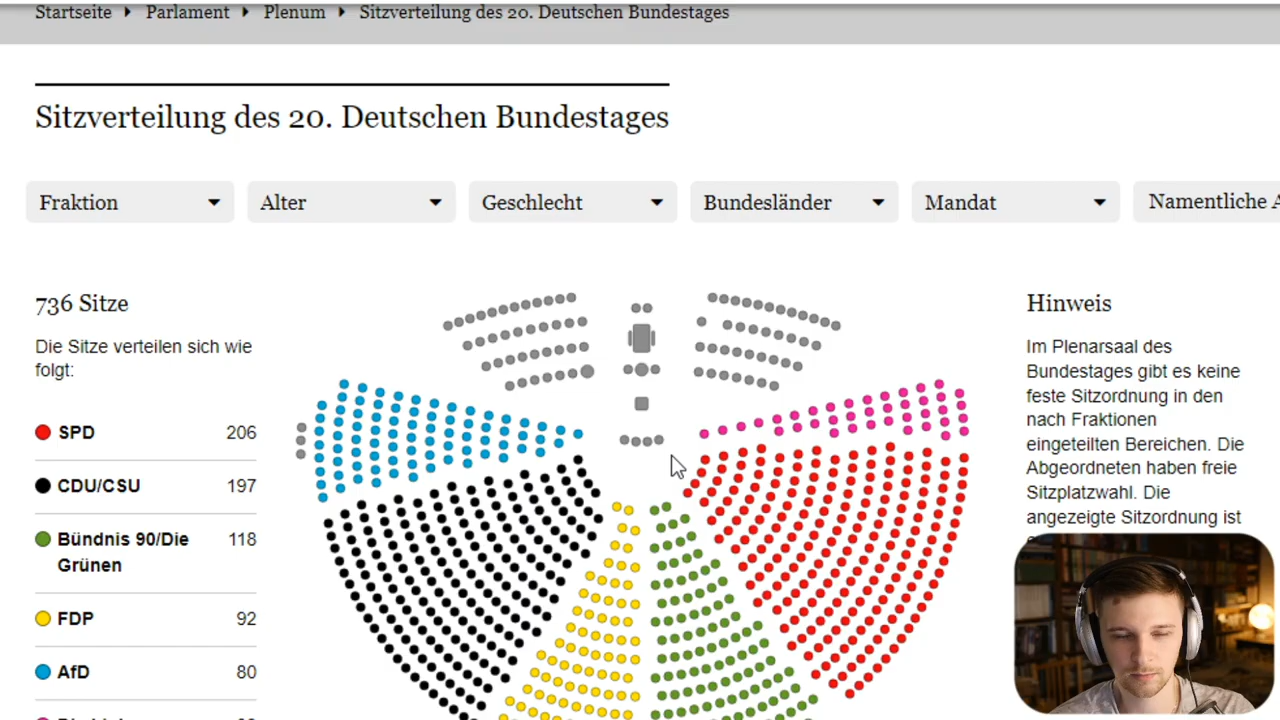 Startseite Parlament Plenum Sitzverteilung des 20. Deutschen Bundestages
Sitzverteilung des 20. Deutschen Bundestages
Fraktion
Alter
Geschlecht
Bundesländer
Mandat
Namentliche A
736 Sitze
Die Sitze verteilen sich wie
folgt:
SPD 206
CDU/CSU 197
Bündnis 90/Die 118
Grünen
FDP 92
AfD 80
Hinweis
Im Plenarsaal des
Bundestages gibt es keine
feste Sitzordnung in den
nach Fraktionen
eingeteilten Bereichen. Die
Abgeordneten haben freie
Sitzplatzwahl. Die
angezeigte Sitzordnung ist